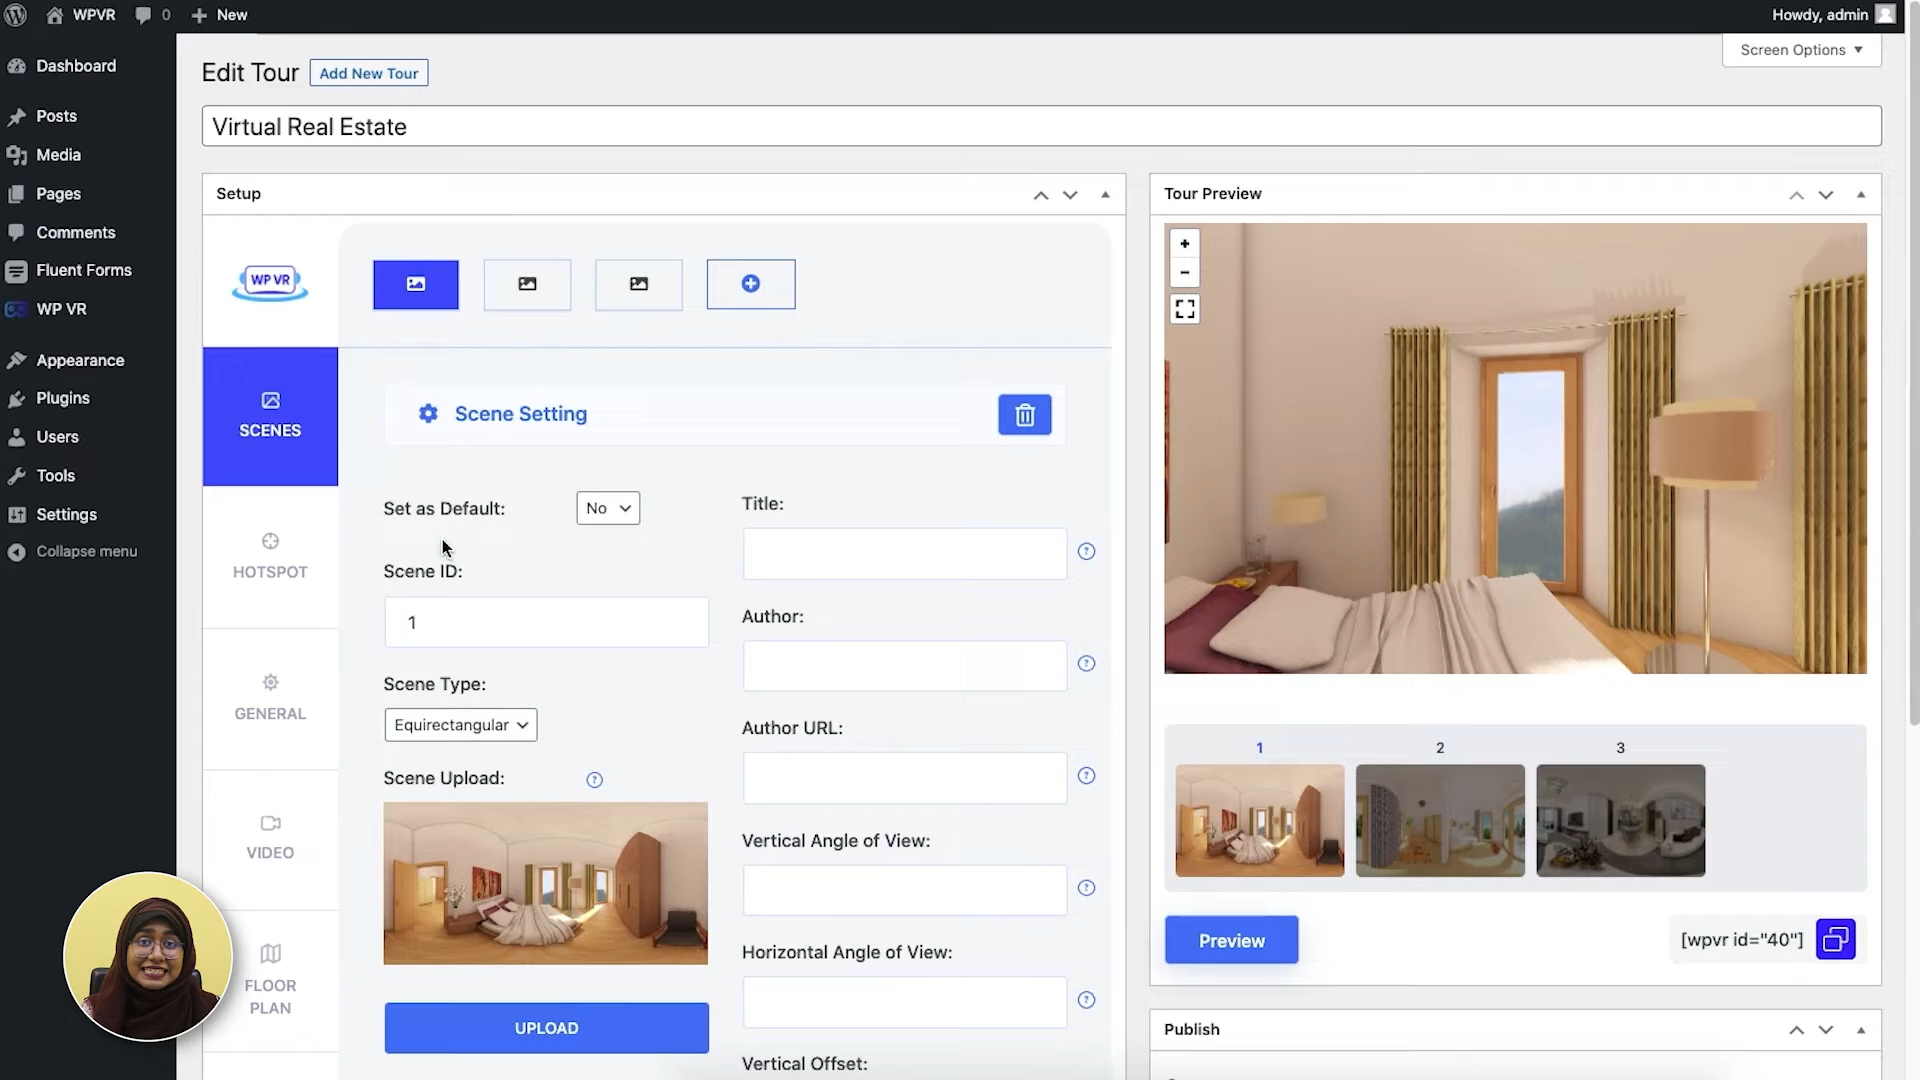 WPVR
0
New
Howdy, admin
Screen Options
Dashboard
Posts
Media
Pages
Comments
Fluent Forms
WP VR
Appearance
Plugins
Users
Tools
Settings
Collapse menu
Edit Tour
Add New Tour
Virtual Real Estate
Setup
WP VR
SCENES
HOTSPOT
GENERAL
VIDEO
FLOOR
PLAN
Scene Setting
Set as Default:
No
Scene ID:
1
Scene Type:
Equirectangular
Scene Upload:
?
UPLOAD
Title:
?
Author:
?
Author URL:
?
Vertical Angle of View:
?
Horizontal Angle of View:
?
Vertical Offset:
Tour Preview
+
-
1
2
3
Preview
[wpvr id="40"]
Publish